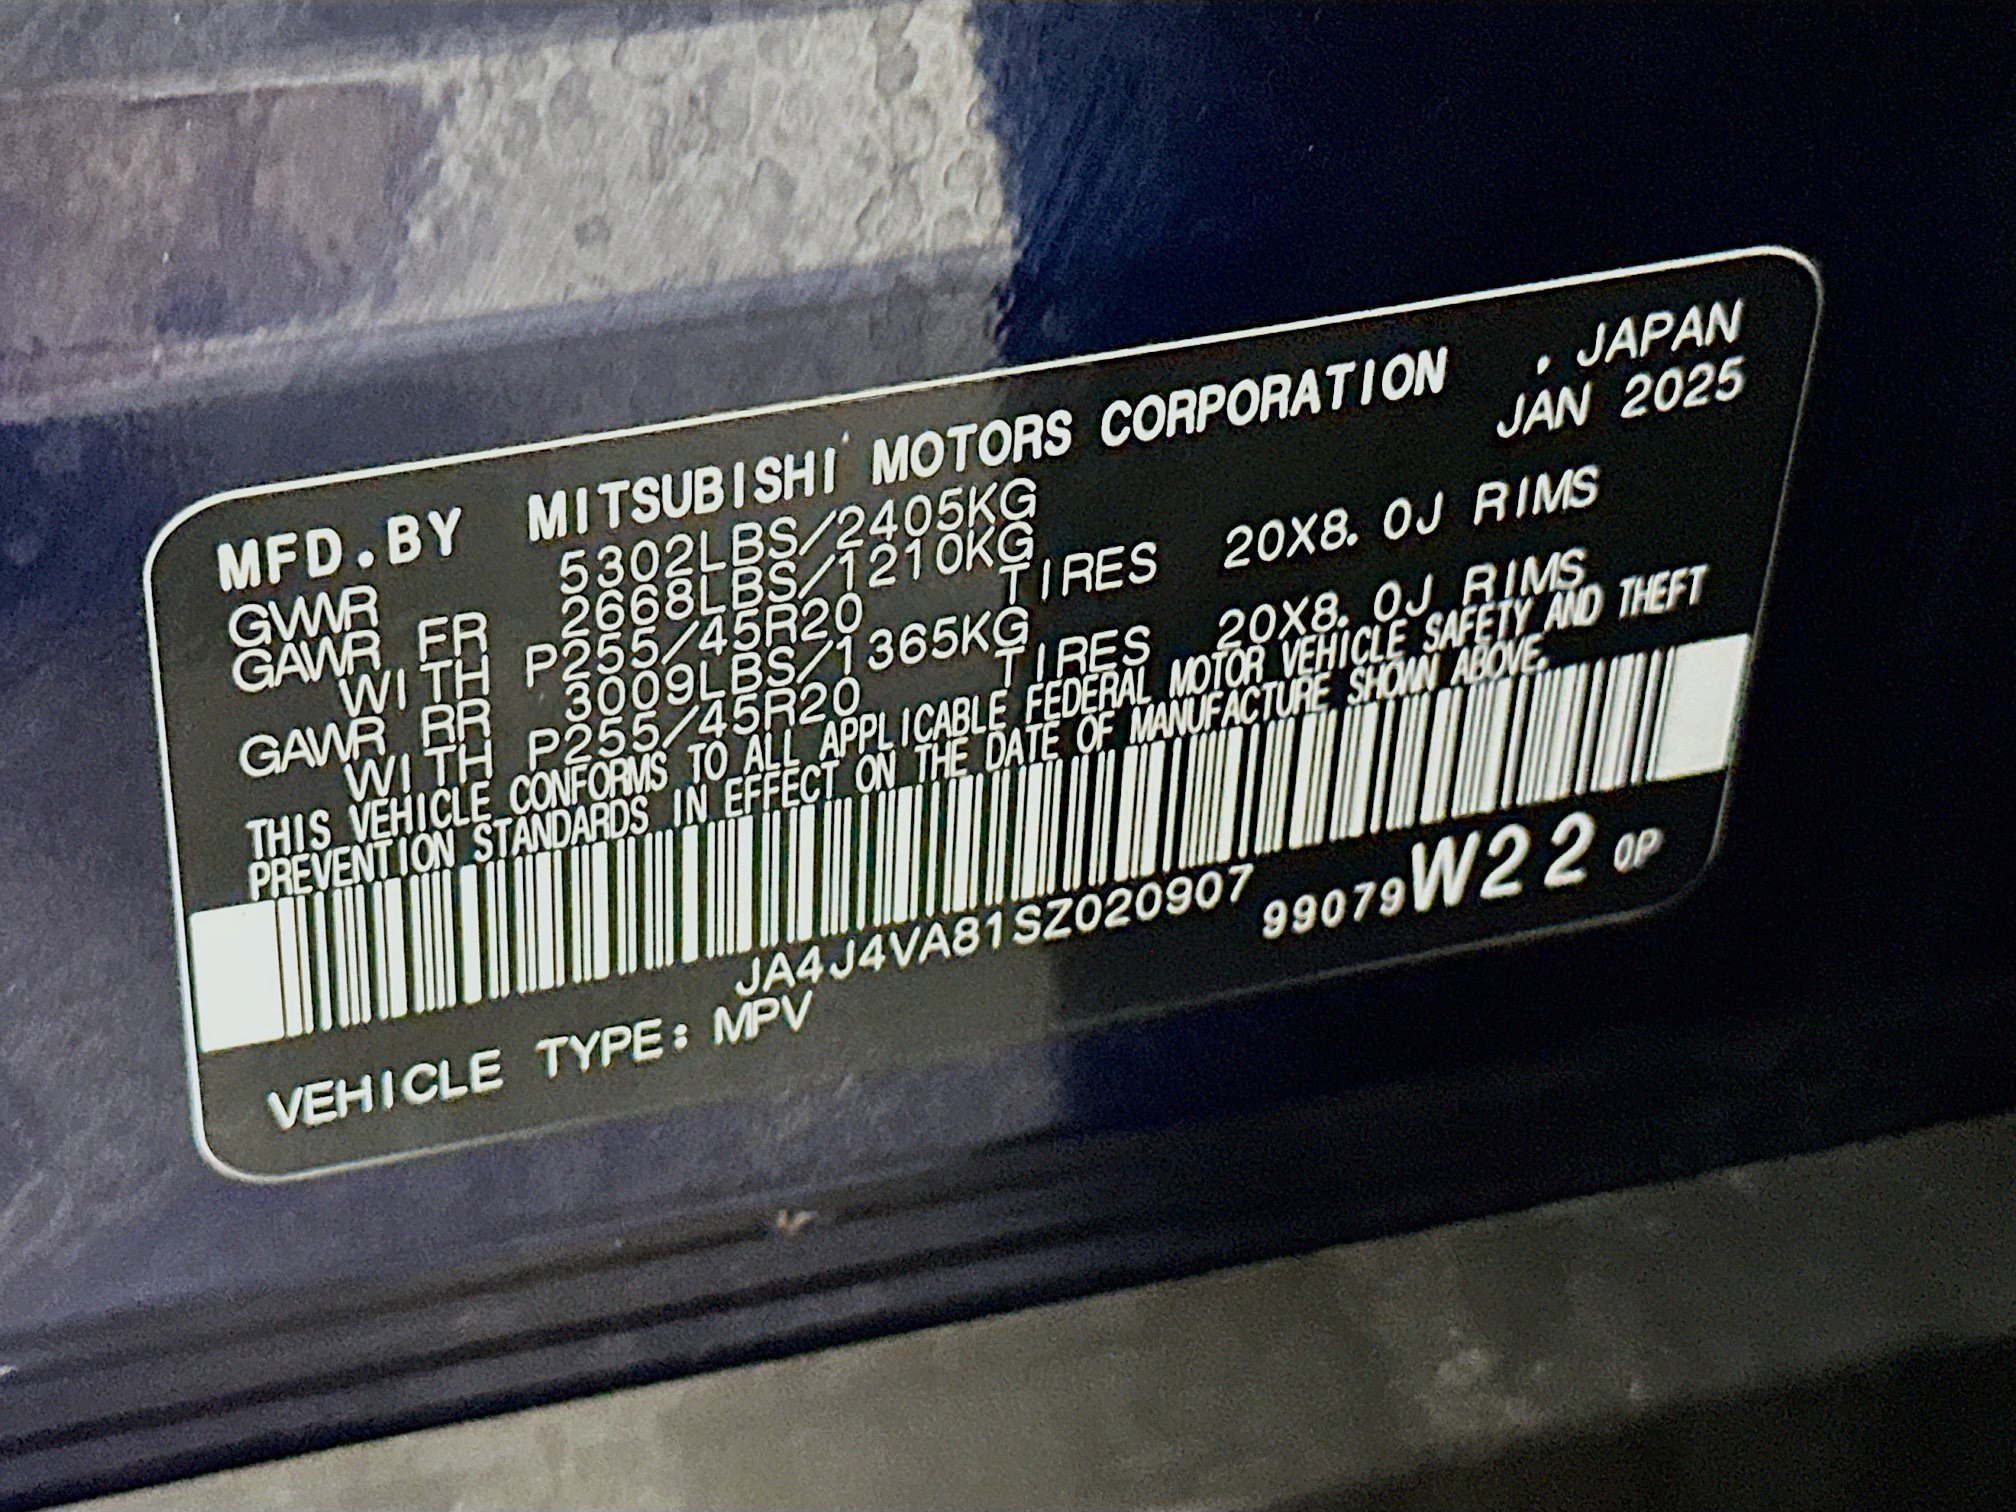 MFD.BY MITSUBISHI MOTORS CORPORATION . JAPAN
JAN 2025
GVWR 5302LBS/2405KG
GAWR FR 2668LBS/1210KG
WITH P255/45R20 TIRES 20X8.0J RIMS
GAWR RR 3009LBS/1365KG
WITH P255/45R20 TIRES 20X8.0J RIMS
THIS VEHICLE CONFORMS TO ALL APPLICABLE FEDERAL MOTOR VEHICLE SAFETY AND THEFT
PREVENTION STANDARDS IN EFFECT ON THE DATE OF MANUFACTURE SHOWN ABOVE.
JA4J4VA81SZ020907 99079W22 0P
VEHICLE TYPE: MPV